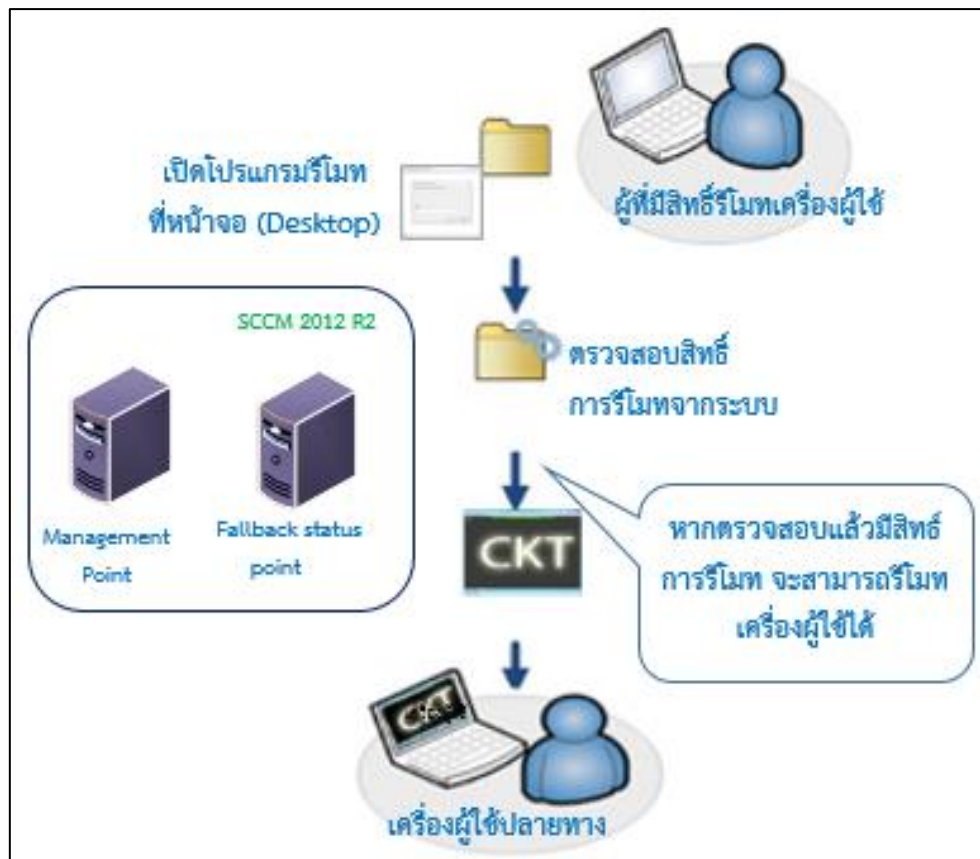 ผู้ที่มีสิทธิ์รีโมทเครื่องผู้ใช้
เปิดโปรแกรมรีโมท
ที่หน้าจอ (Desktop)
SCCM 2012 R2
Management
Point
Fallback status
point
ตรวจสอบสิทธิ์
การรีโมทจากระบบ
CKT
หากตรวจสอบแล้วมีสิทธ์
การรีโมท จะสามารถรีโมท
เครื่องผู้ใช้ได้
CKT
เครื่องผู้ใช้ปลายทาง